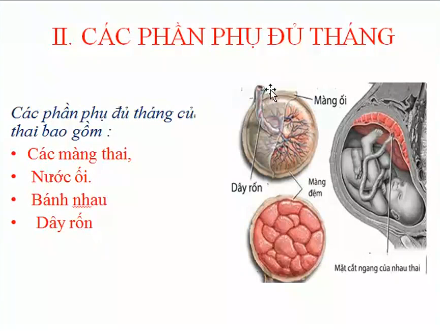 II. CÁC PHẦN PHỤ ĐỦ THÁNG
Các phần phụ đủ tháng củ
thai bao gồm :
• Các màng thai,
• Nước ối.
• Bánh nhau
• Dây rốn
Màng ối
Dây rốn
Màng
đệm
Mặt cắt ngang của nhau thai